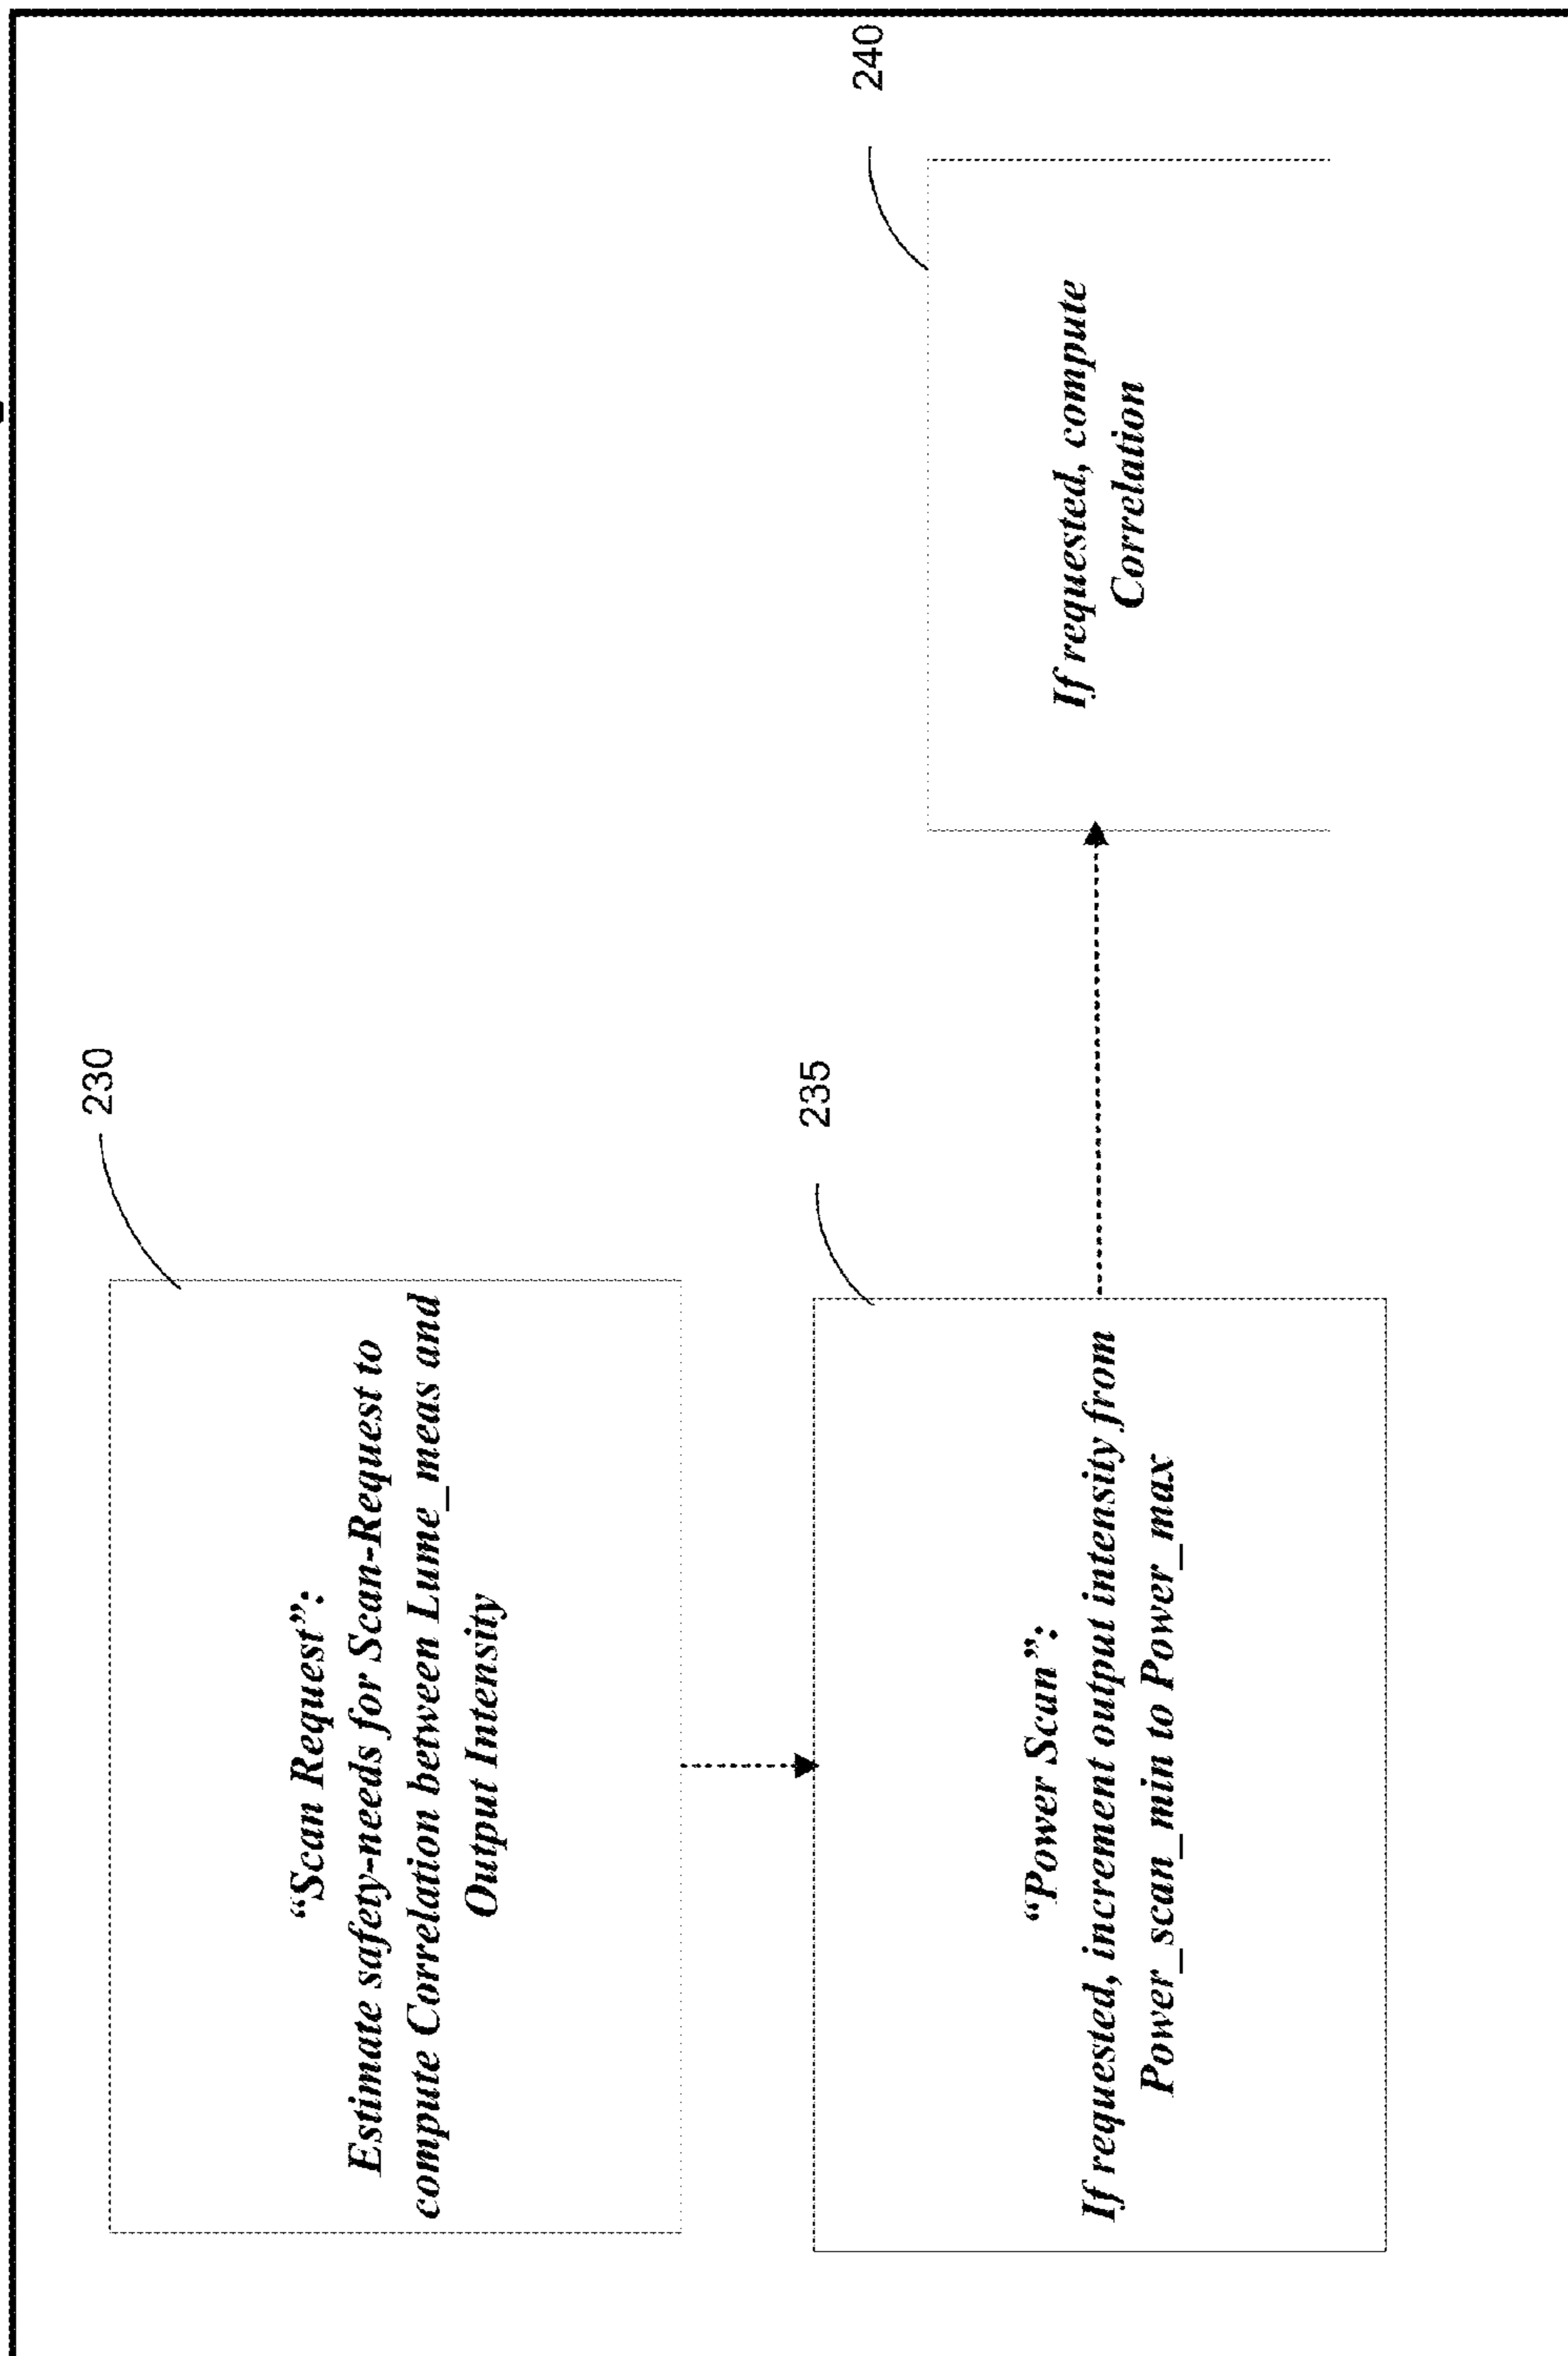 230
“Scan Request”:
Estimate safety-needs for Scan-Request to
compute Correlation between Lume_meas and
Output Intensity
235
“Power Scan”:
If requested, increment output intensity from
Power_scan_min to Power_max
240
If requested, compute
Correlation